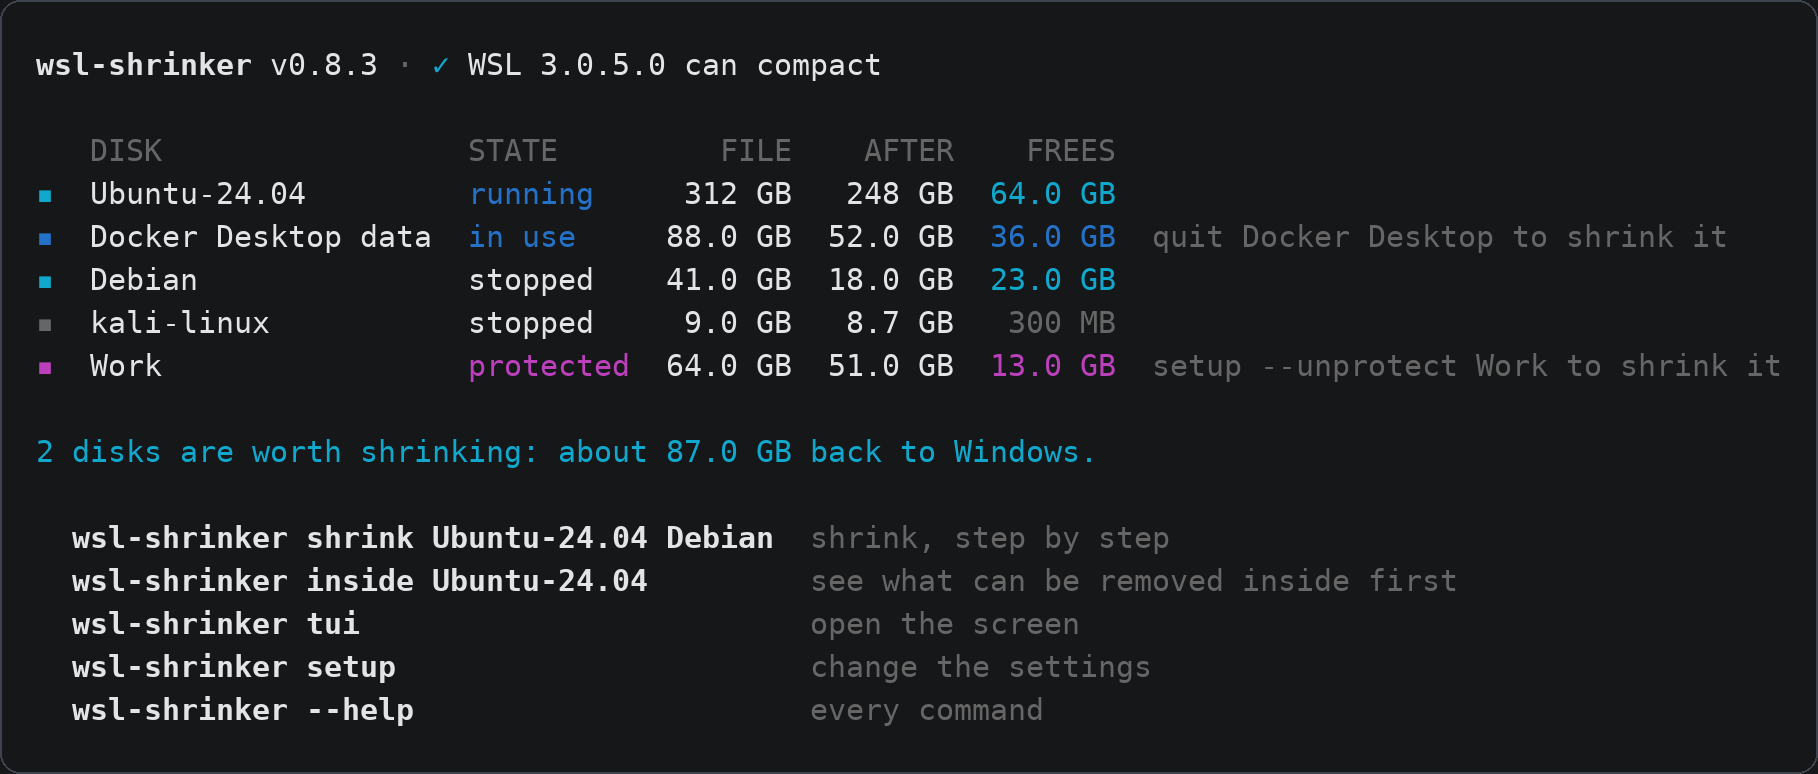 wsl-shrinker v0.8.3 · ✓ WSL 3.0.5.0 can compact
DISK STATE FILE AFTER FREES
Ubuntu-24.04 running 312 GB 248 GB 64.0 GB
Docker Desktop data in use 88.0 GB 52.0 GB 36.0 GB quit Docker Desktop to shrink it
Debian stopped 41.0 GB 18.0 GB 23.0 GB
kali-linux stopped 9.0 GB 8.7 GB 300 MB
Work protected 64.0 GB 51.0 GB 13.0 GB setup --unprotect Work to shrink it
2 disks are worth shrinking: about 87.0 GB back to Windows.
wsl-shrinker shrink Ubuntu-24.04 Debian shrink, step by step
wsl-shrinker inside Ubuntu-24.04 see what can be removed inside first
wsl-shrinker tui open the screen
wsl-shrinker setup change the settings
wsl-shrinker --help every command